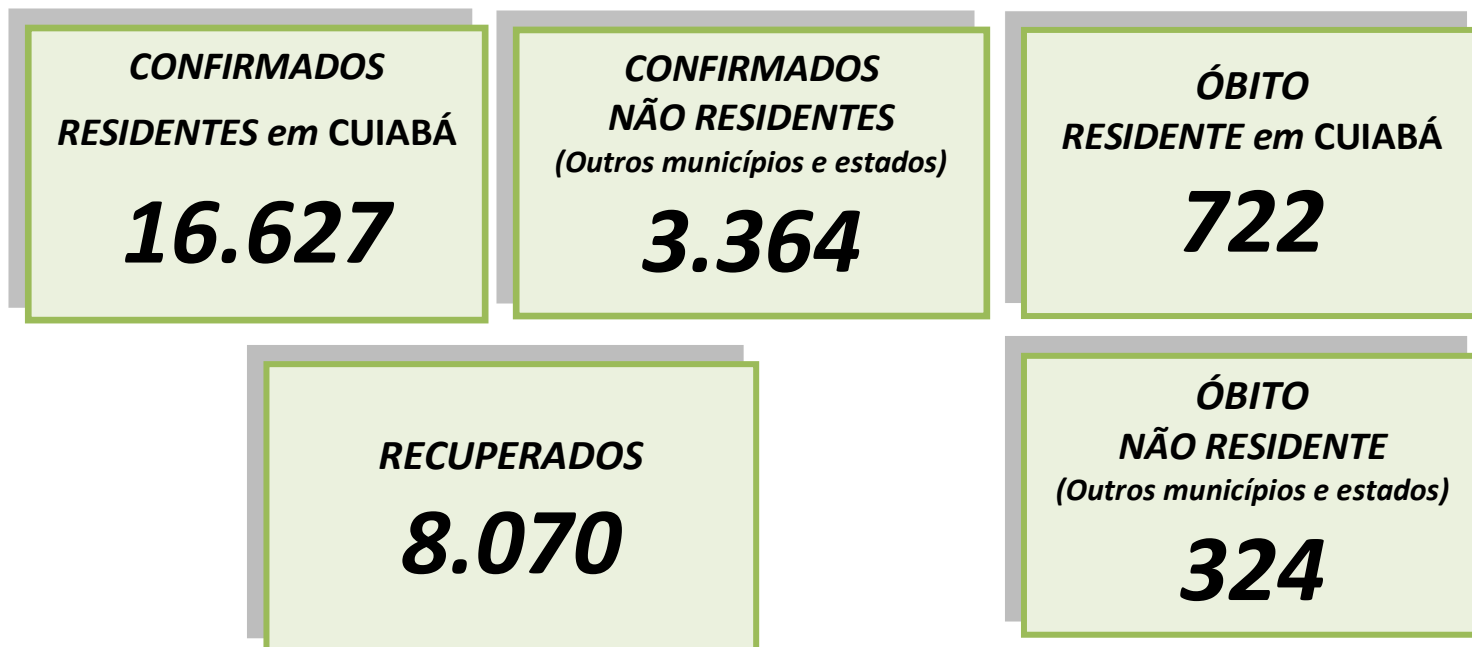 CONFIRMADOS
RESIDENTES em CUIABÁ
16.627
CONFIRMADOS
NÃO RESIDENTES
(Outros municípios e estados)
3.364
ÓBITO
RESIDENTE em CUIABÁ
722
RECUPERADOS
8.070
ÓBITO
NÃO RESIDENTE
(Outros municípios e estados)
324